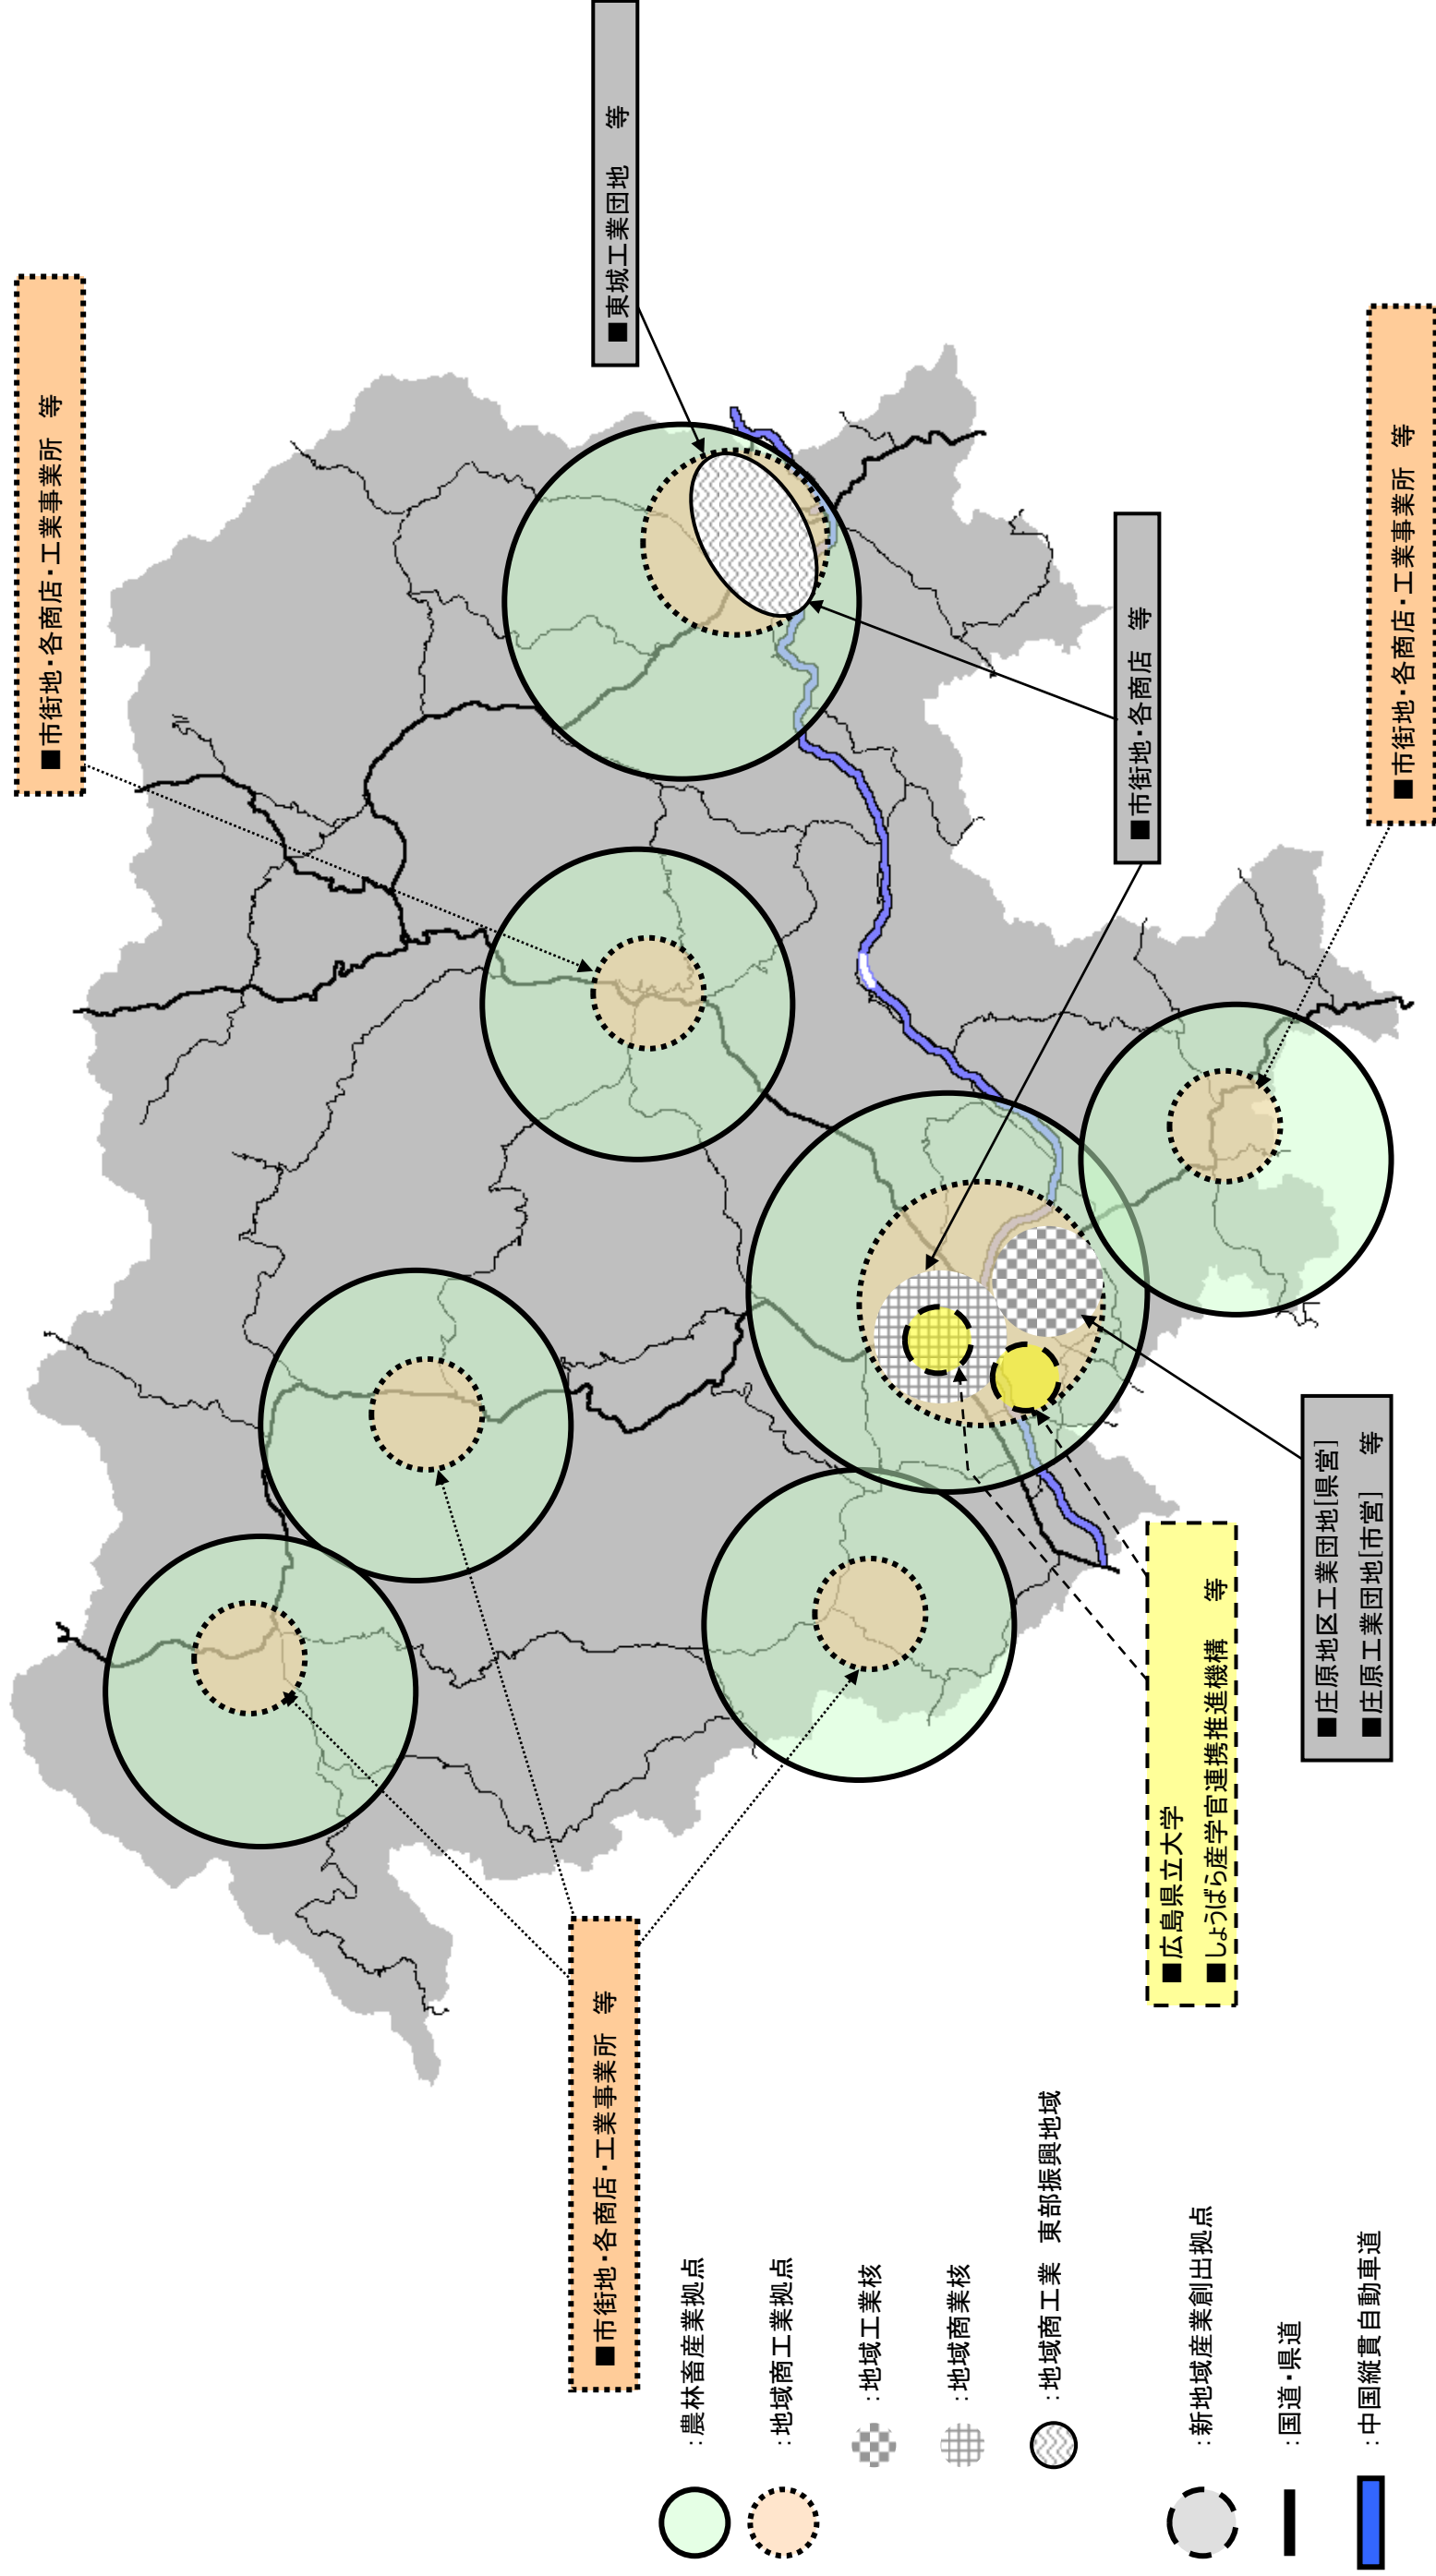 ■市街地・各商店・工業事業所　等
■市街地・各商店・工業事業所　等
■東城工業団地　等
■市街地・各商店　等
■市街地・各商店・工業事業所　等
■広島県立大学
■しょうばら産学官連携推進機構　等
■庄原地区工業団地[県営]
■庄原工業団地[市営]　等
：農林畜産業拠点
：地域商工業拠点
：地域工業核
：地域商業核
：地域商工業　東部振興地域
：新地域産業創出拠点
：国道・県道
：中国縦貫自動車道